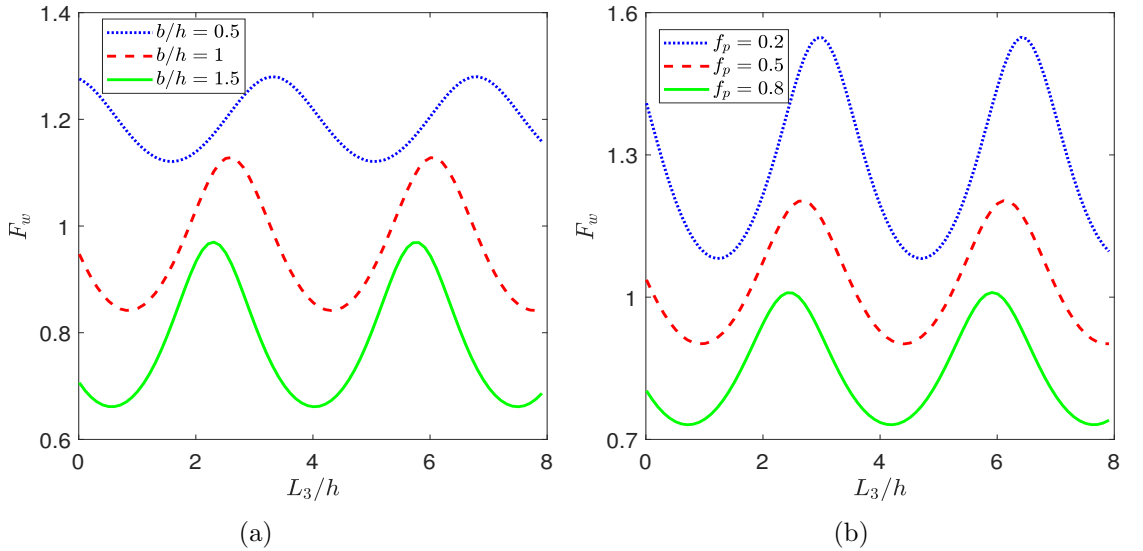 1.4
1.2
1
0.8
0.6
F_w
b/h = 0.5
b/h = 1
b/h = 1.5
0 2 4 6 8
L_3/h
(a)
1.6
1.3
1
0.7
F_w
f_p = 0.2
f_p = 0.5
f_p = 0.8
0 2 4 6 8
L_3/h
(b)